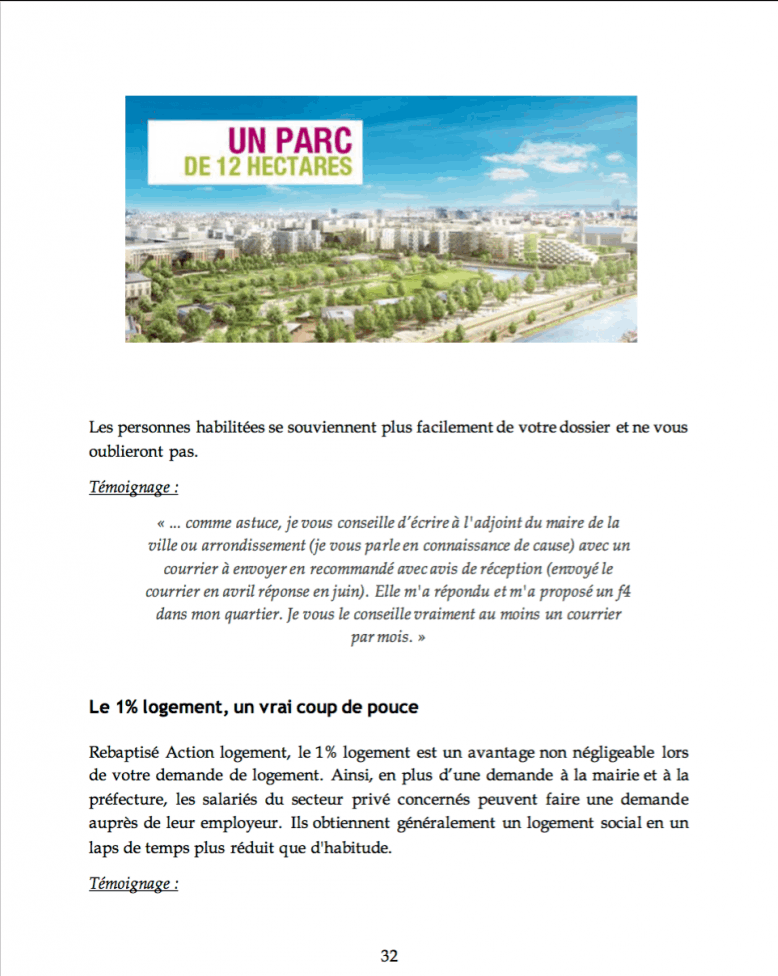 UN PARC
DE 12 HECTARES
Les personnes habilitées se souviennent plus facilement de votre dossier et ne vous
oublieront pas.
Témoignage :
« ... comme astuce, je vous conseille d’écrire à l'adjoint du maire de la
ville ou arrondissement (je vous parle en connaissance de cause) avec un
courrier à envoyer en recommandé avec avis de réception (envoyé le
courrier en avril réponse en juin). Elle m'a répondu et m'a proposé un f4
dans mon quartier. Je vous le conseille vraiment au moins un courrier
par mois. »
Le 1% logement, un vrai coup de pouce
Rebaptisé Action logement, le 1% logement est un avantage non négligeable lors
de votre demande de logement. Ainsi, en plus d’une demande à la mairie et à la
préfecture, les salariés du secteur privé concernés peuvent faire une demande
auprès de leur employeur. Ils obtiennent généralement un logement social en un
laps de temps plus réduit que d'habitude.
Témoignage :
32